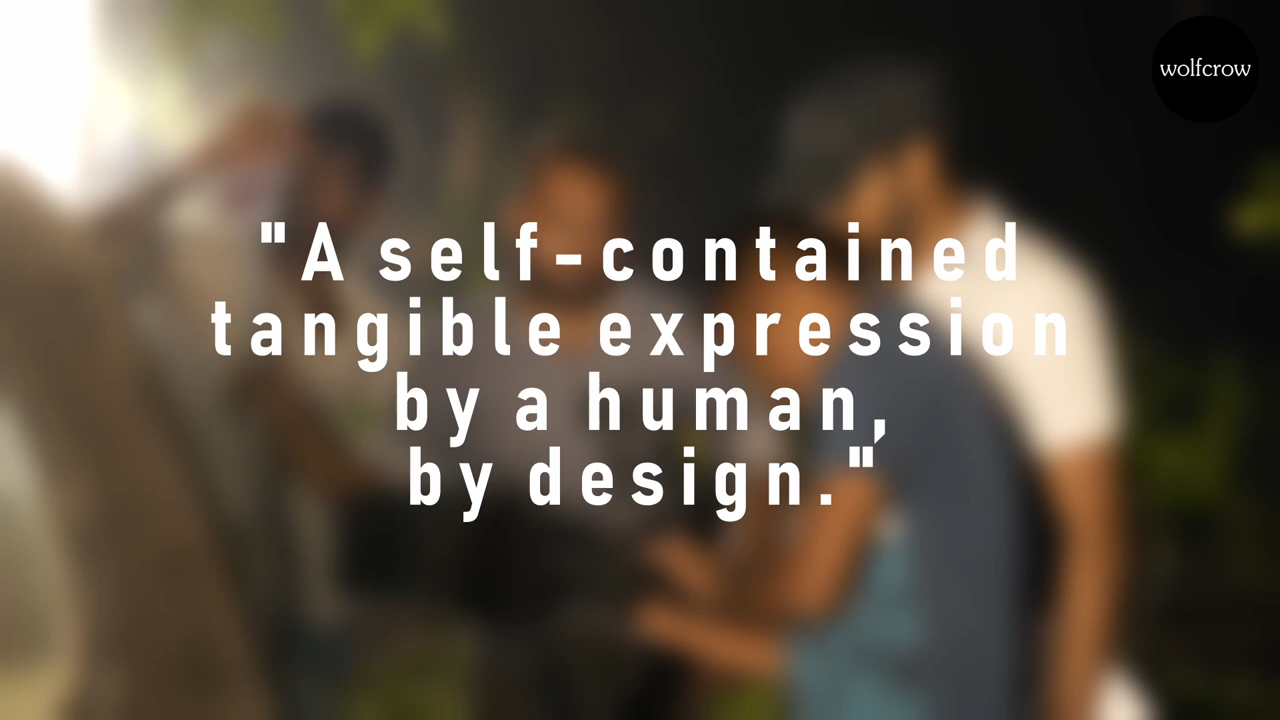 wolfcrow
"A self-contained
tangible expression
by a human,
by design."